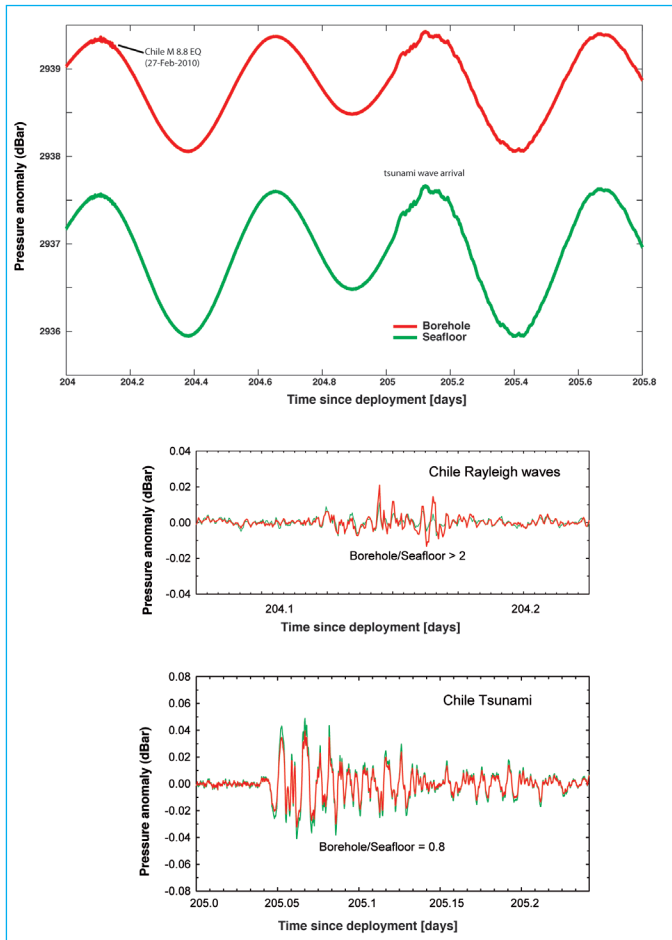 Chile M 8.8 EQ
(27-Feb-2010)
tsunami wave arrival
Pressure anomaly (dBar)
2939
2938
2937
2936
Borehole
Seafloor
204 204.2 204.4 204.6 204.8 205 205.2 205.4 205.6 205.8
Time since deployment [days]
Chile Rayleigh waves
Pressure anomaly (dBar)
0.04
0.02
0.00
-0.02
-0.04
Borehole/Seafloor > 2
204.1 204.2
Time since deployment [days]
Chile Tsunami
Pressure anomaly (dBar)
0.08
0.06
0.04
0.02
0.00
-0.02
-0.04
-0.06
-0.08
Borehole/Seafloor = 0.8
205.0 205.05 205.1 205.15 205.2
Time since deployment [days]